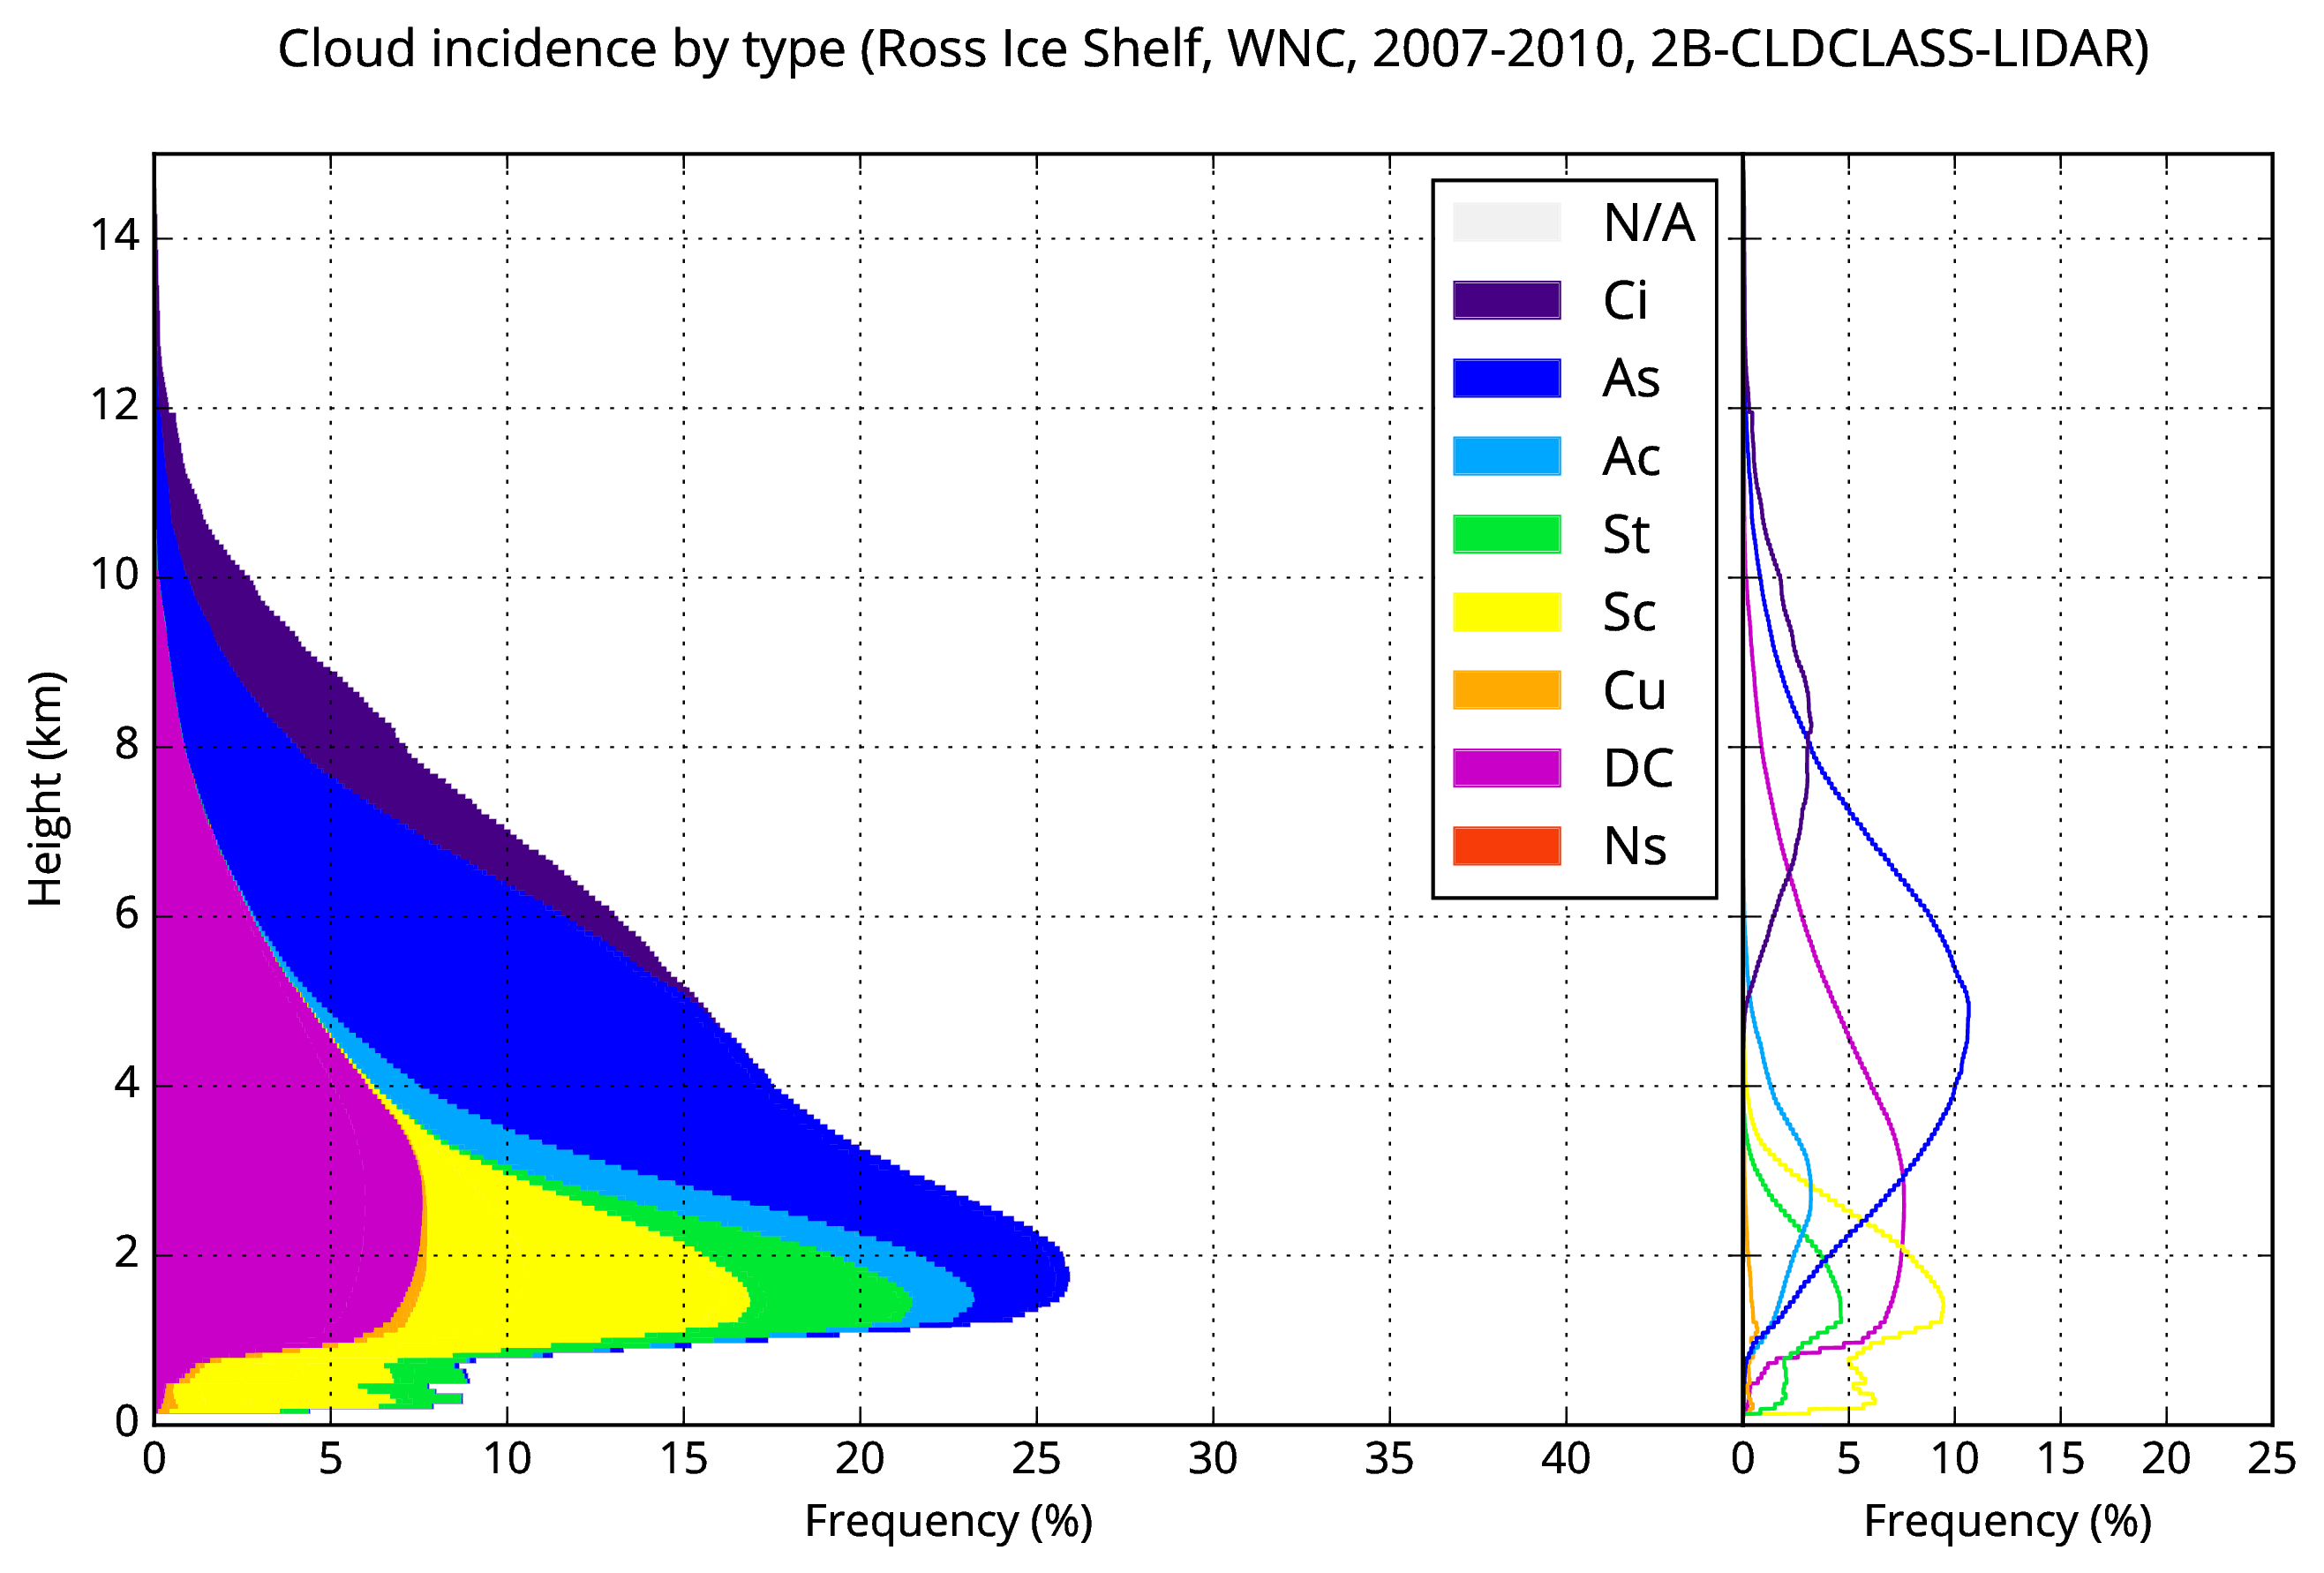 Cloud incidence by type (Ross Ice Shelf, WNC, 2007-2010, 2B-CLDCLASS-LIDAR)
Height (km)
14
12
10
8
6
4
2
0
0 5 10 15 20 25 30 35 40
Frequency (%)
N/A
Ci
As
Ac
St
Sc
Cu
DC
Ns
0 5 10 15 20 25
Frequency (%)